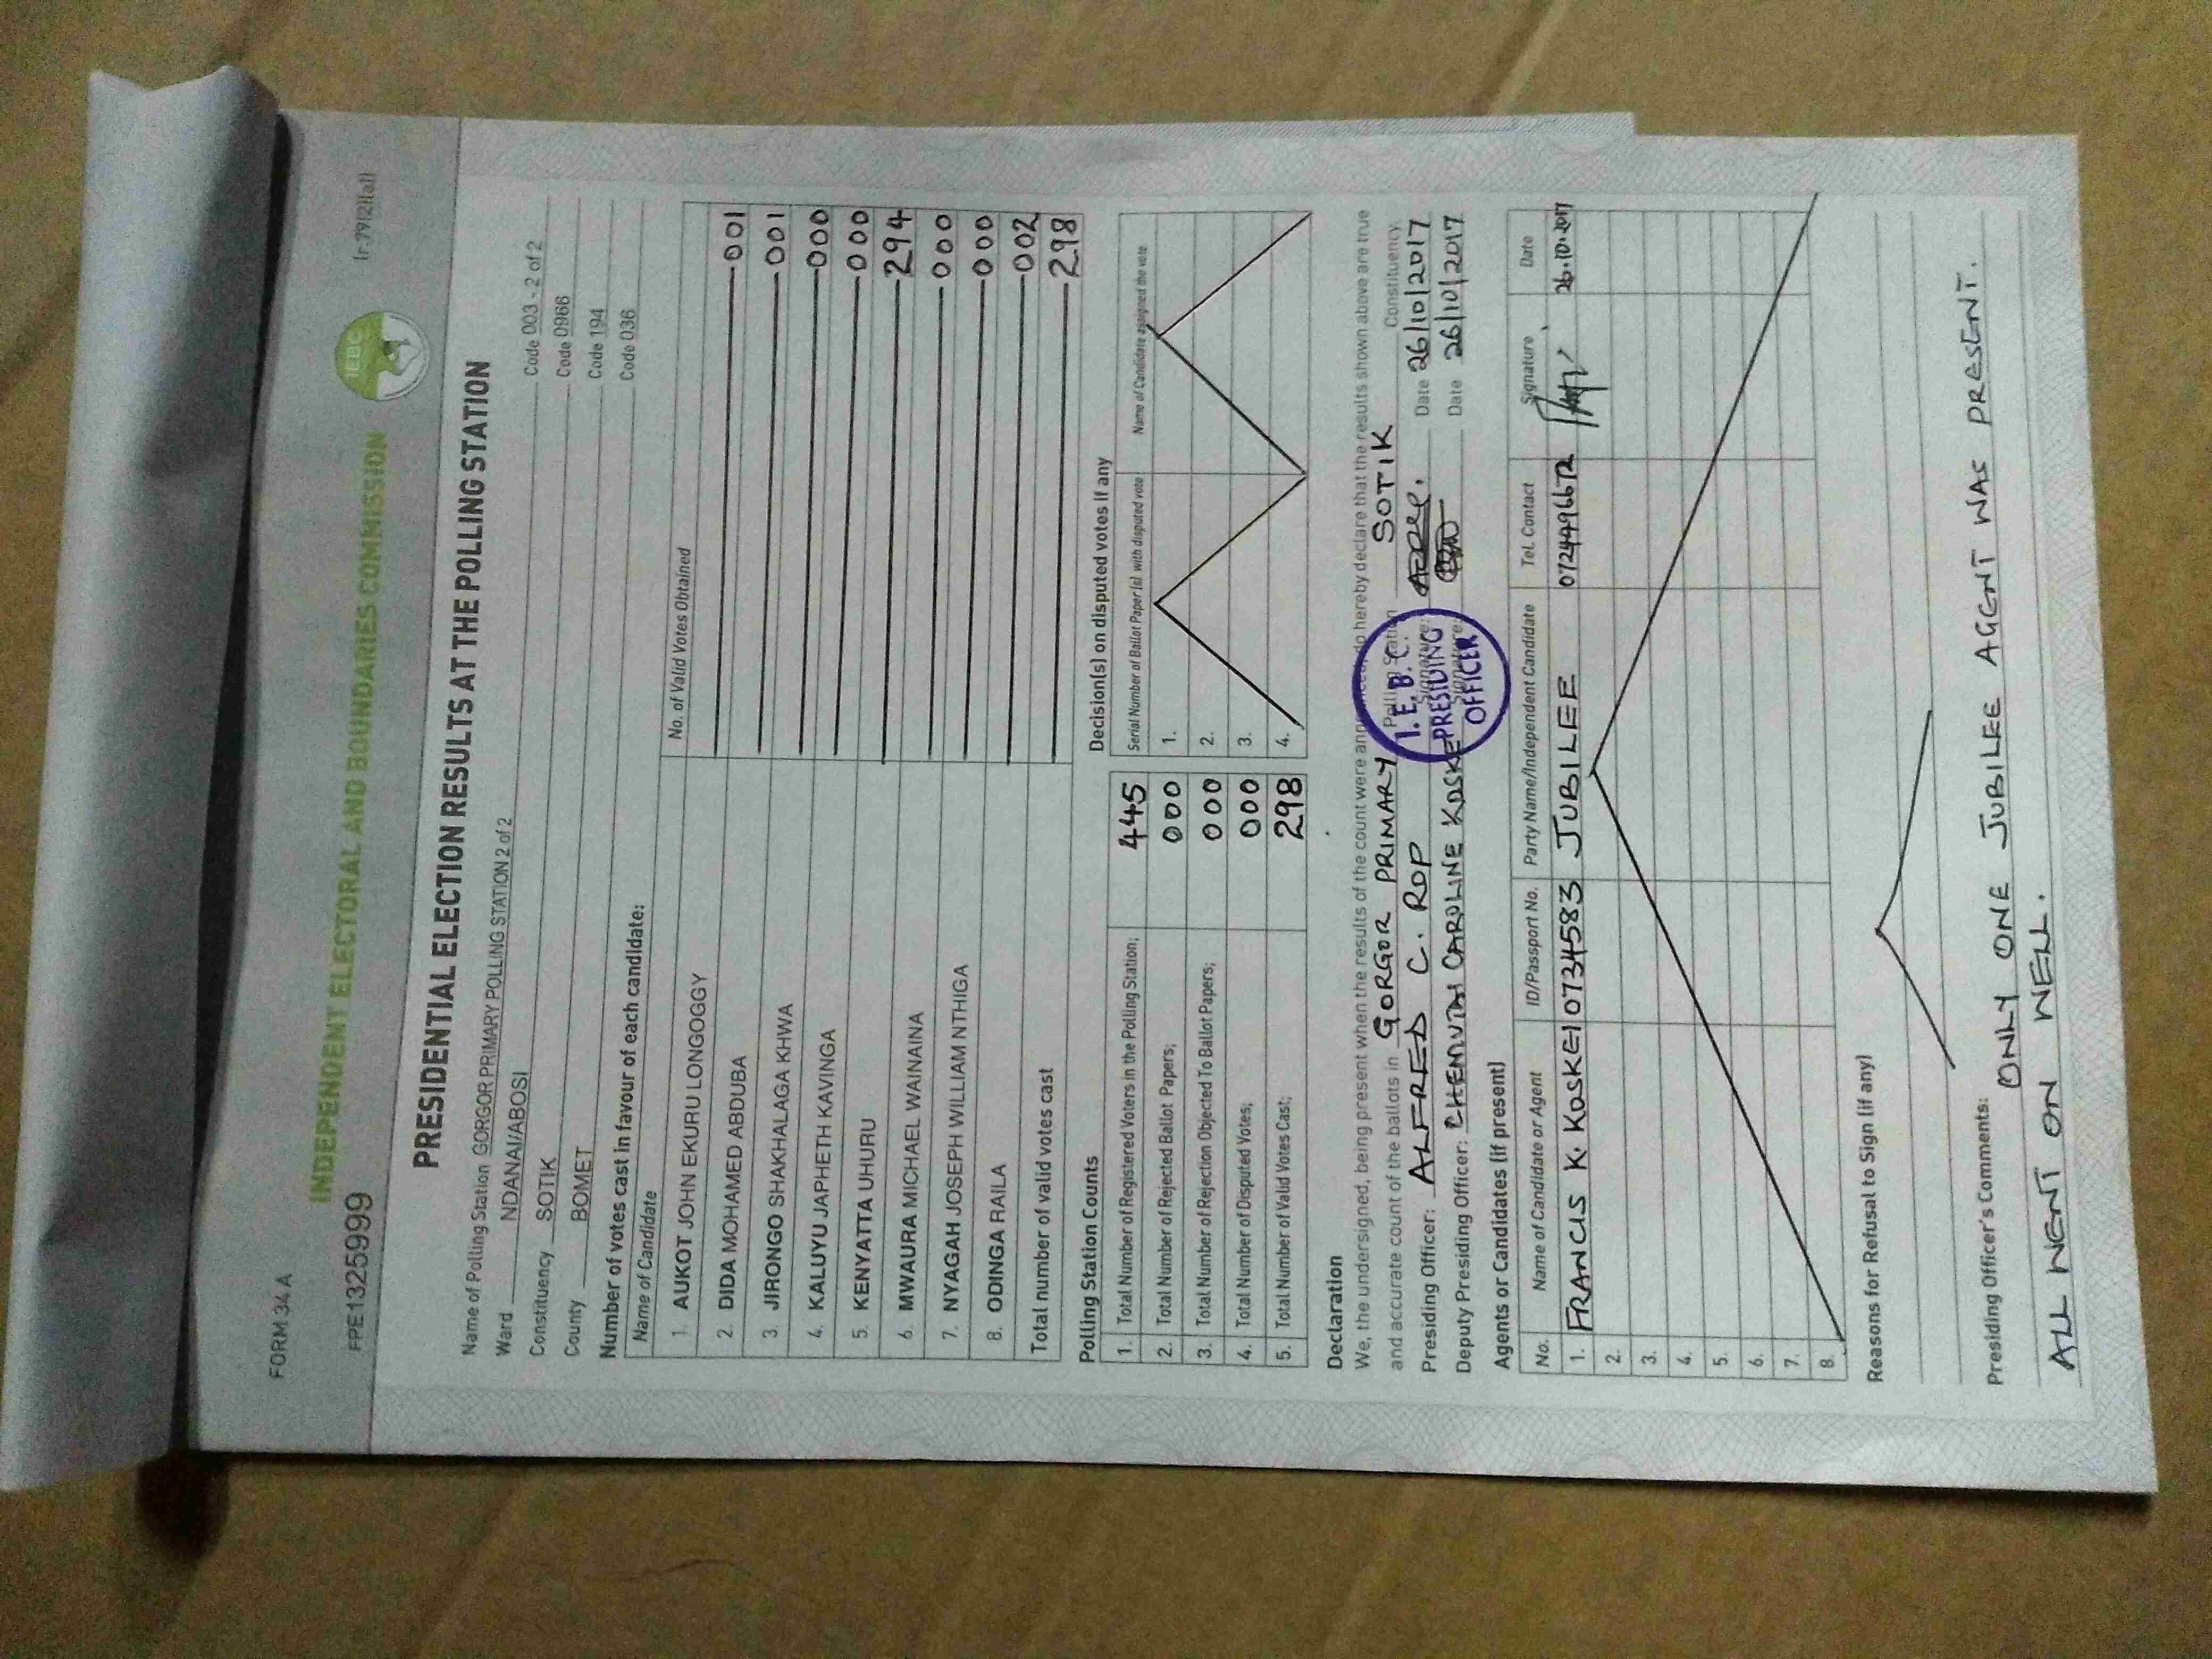 FORM 34 A
INDEPENDENT ELECTORAL AND BOUNDARIES COMMISSION
IEBC
(r.79(2)(a))
FPE1325999
PRESIDENTIAL ELECTION RESULTS AT THE POLLING STATION
Name of Polling Station GORGOR PRIMARY POLLING STATION 2 of 2 Code 003 - 2 of 2
Ward NDANAI/ABOSI Code 0966
Constituency SOTIK Code 194
County BOMET Code 036
Number of votes cast in favour of each candidate:
Name of Candidate No. of Valid Votes Obtained
1. AUKOT JOHN EKURU LONGOGGY 001
2. DIDA MOHAMED ABDUBA 001
3. JIRONGO SHAKHALAGA KHWA 000
4. KALUYU JAPHETH KAVINGA 000
5. KENYATTA UHURU 294
6. MWAURA MICHAEL WAINAINA 000
7. NYAGAH JOSEPH WILLIAM NTHIGA 000
8. ODINGA RAILA 002
Total number of valid votes cast 298
Polling Station Counts
1. Total Number of Registered Voters in the Polling Station; 445
2. Total Number of Rejected Ballot Papers; 000
3. Total Number of Rejection Objected To Ballot Papers; 000
4. Total Number of Disputed Votes; 000
5. Total Number of Valid Votes Cast; 298
Decision(s) on disputed votes if any
Serial Number of Ballot Paper(s) with disputed vote Name of Candidate assigned the vote
1.
2.
3.
4.
Declaration
We, the undersigned, being present when the results of the count were announced, do hereby declare that the results shown above are true
and accurate count of the ballots in GORGOR PRIMARY Polling Station SOTIK Constituency.
Presiding Officer: ALFRED C. ROP Signature: Date 26/10/2017
Deputy Presiding Officer: CHEMUTAI CAROLINE KOSKE Signature: Date 26/10/2017
I.E.B.C.
PRESIDING
OFFICER
Agents or Candidates (if present)
No. Name of Candidate or Agent ID/Passport No. Party Name/Independent Candidate Tel. Contact Signature Date
1. FRANCIS K. KOSKEI 07344583 JUBILEE 0724496672 26.10.2017
2.
3.
4.
5.
6.
7.
8.
Reasons for Refusal to Sign (if any)
Presiding Officer's Comments: ONLY ONE JUBILEE AGENT WAS PRESENT.
ALL WENT ON WELL.